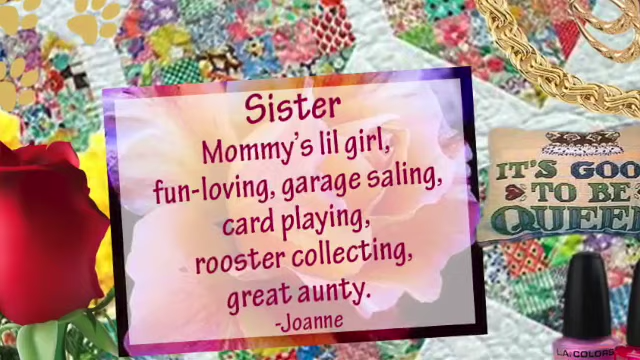 Sister
Mommy's lil girl,
fun-loving, garage saling,
card playing,
rooster collecting,
great aunty.
-Joanne
IT'S GOO
TO BE
QUEE
L.A. COLORS